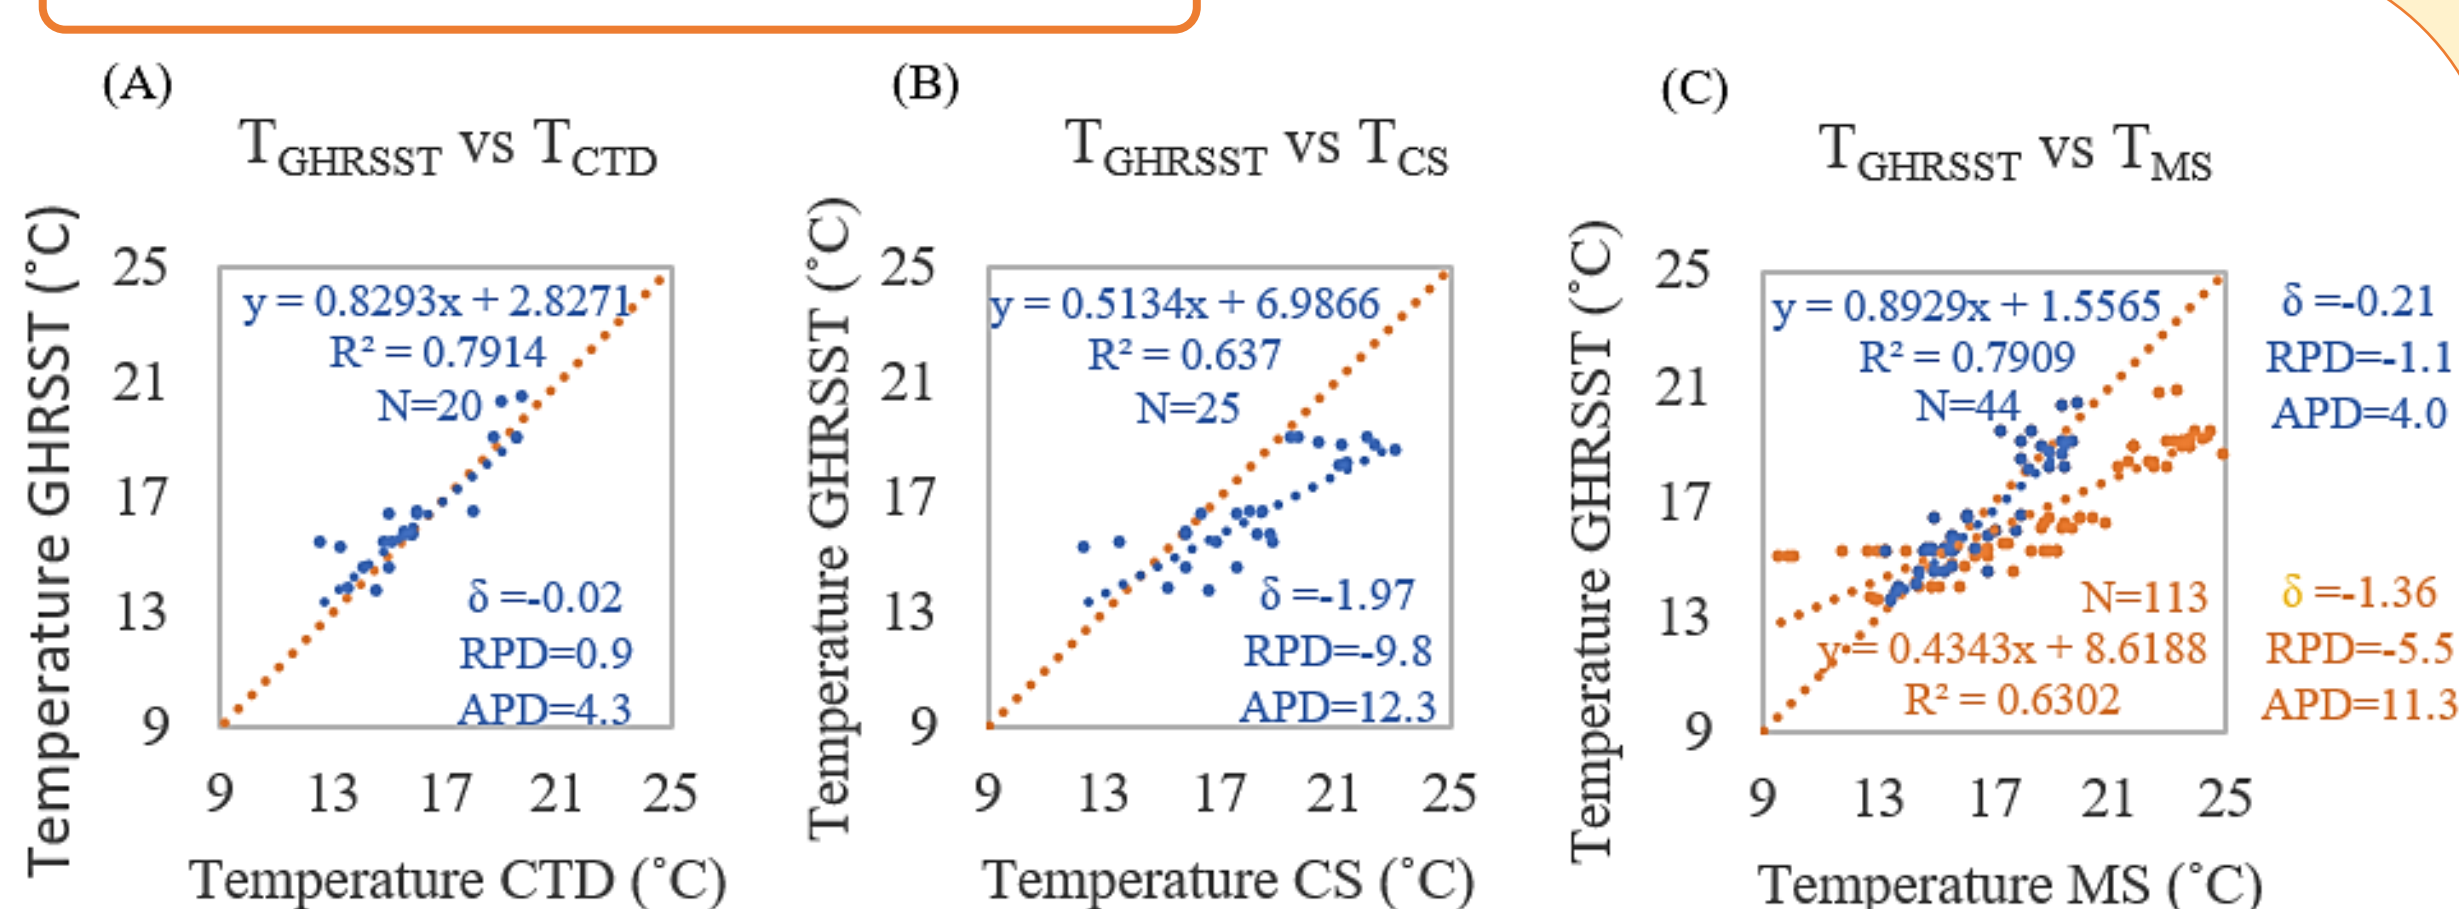 (A)
T_GHRSST vs T_CTD
Temperature GHRSST (˚C)
25
21
17
13
9
y = 0.8293x + 2.8271
R² = 0.7914
N=20
δ =-0.02
RPD=0.9
APD=4.3
9 13 17 21 25
Temperature CTD (˚C)
(B)
T_GHRSST vs T_CS
Temperature GHRSST (˚C)
25
21
17
13
9
y = 0.5134x + 6.9866
R² = 0.637
N=25
δ =-1.97
RPD=-9.8
APD=12.3
9 13 17 21 25
Temperature CS (˚C)
(C)
T_GHRSST vs T_MS
Temperature GHRSST (˚C)
25
21
17
13
9
y = 0.8929x + 1.5565
R² = 0.7909
N=44
N=113
y = 0.4343x + 8.6188
R² = 0.6302
9 13 17 21 25
Temperature MS (˚C)
δ =-0.21
RPD=-1.1
APD=4.0
δ =-1.36
RPD=-5.5
APD=11.3